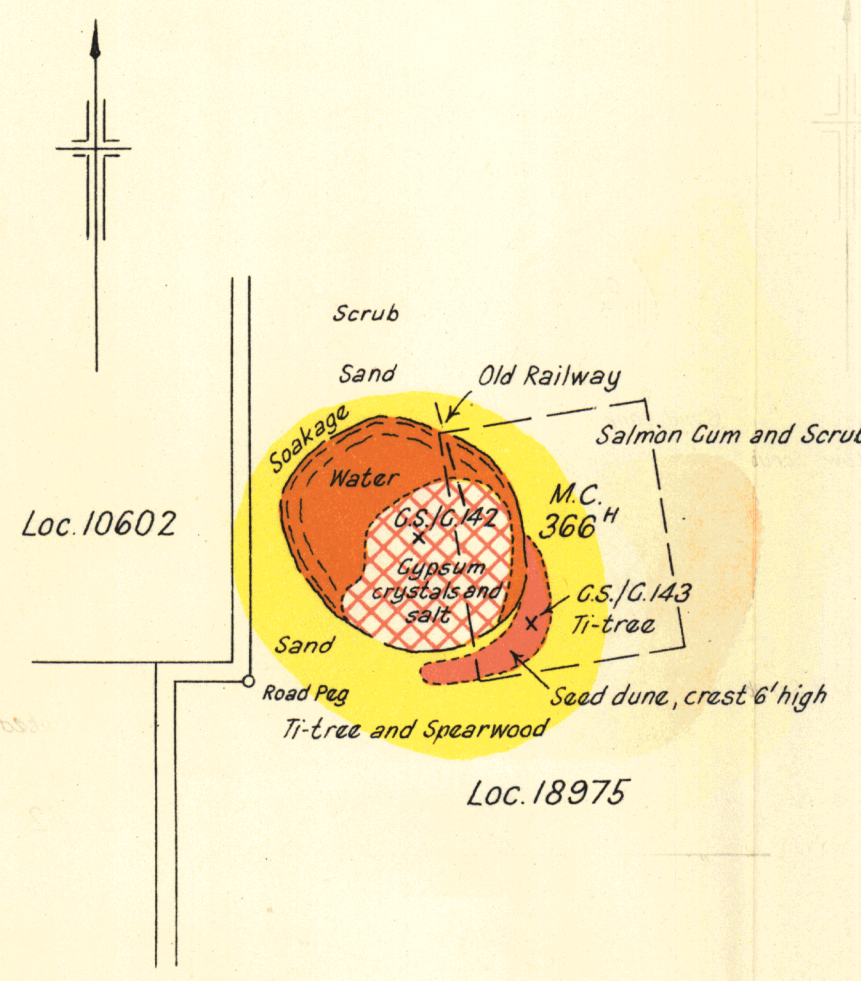 Scrub
Sand
Old Railway
Soakage
Salmon Gum and Scrub
Water
M.C.
366ᴴ
Loc. 10602
G.S./G.142
Gypsum
crystals and
salt
G.S./G.143
Ti-tree
Sand
Road Peg
Seed dune, crest 6' high
Ti-tree and Spearwood
Loc. 18975